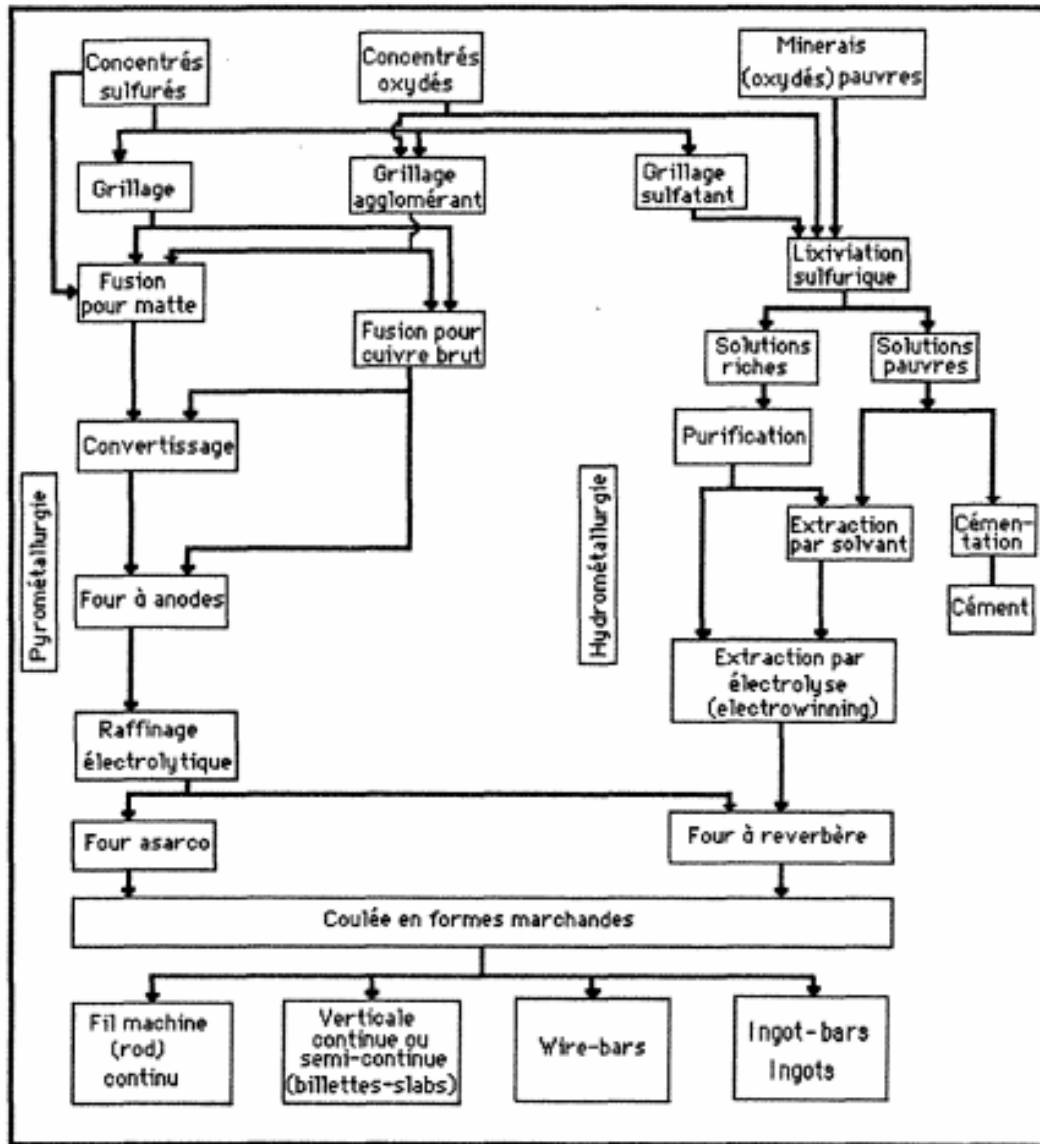 Concentrés
sulfurés
Concentrés
oxydés
Minerais
(oxydés) pauvres
Grillage
Grillage
agglomérant
Grillage
sulfatant
Lixiviation
sulfurique
Fusion
pour matte
Fusion pour
cuivre brut
Solutions
riches
Solutions
pauvres
Convertissage
Purification
Pyrométallurgie
Hydrométallurgie
Extraction
par solvant
Cémen-
tation
Four à anodes
Cément
Extraction par
électrolyse
(electrowinning)
Raffinage
électrolytique
Four asarco
Four à reverbère
Coulée en formes marchandes
Fil machine
(rod)
continu
Verticale
continue ou
semi-continue
(billettes-slabs)
Wire-bars
Ingot-bars
Ingots